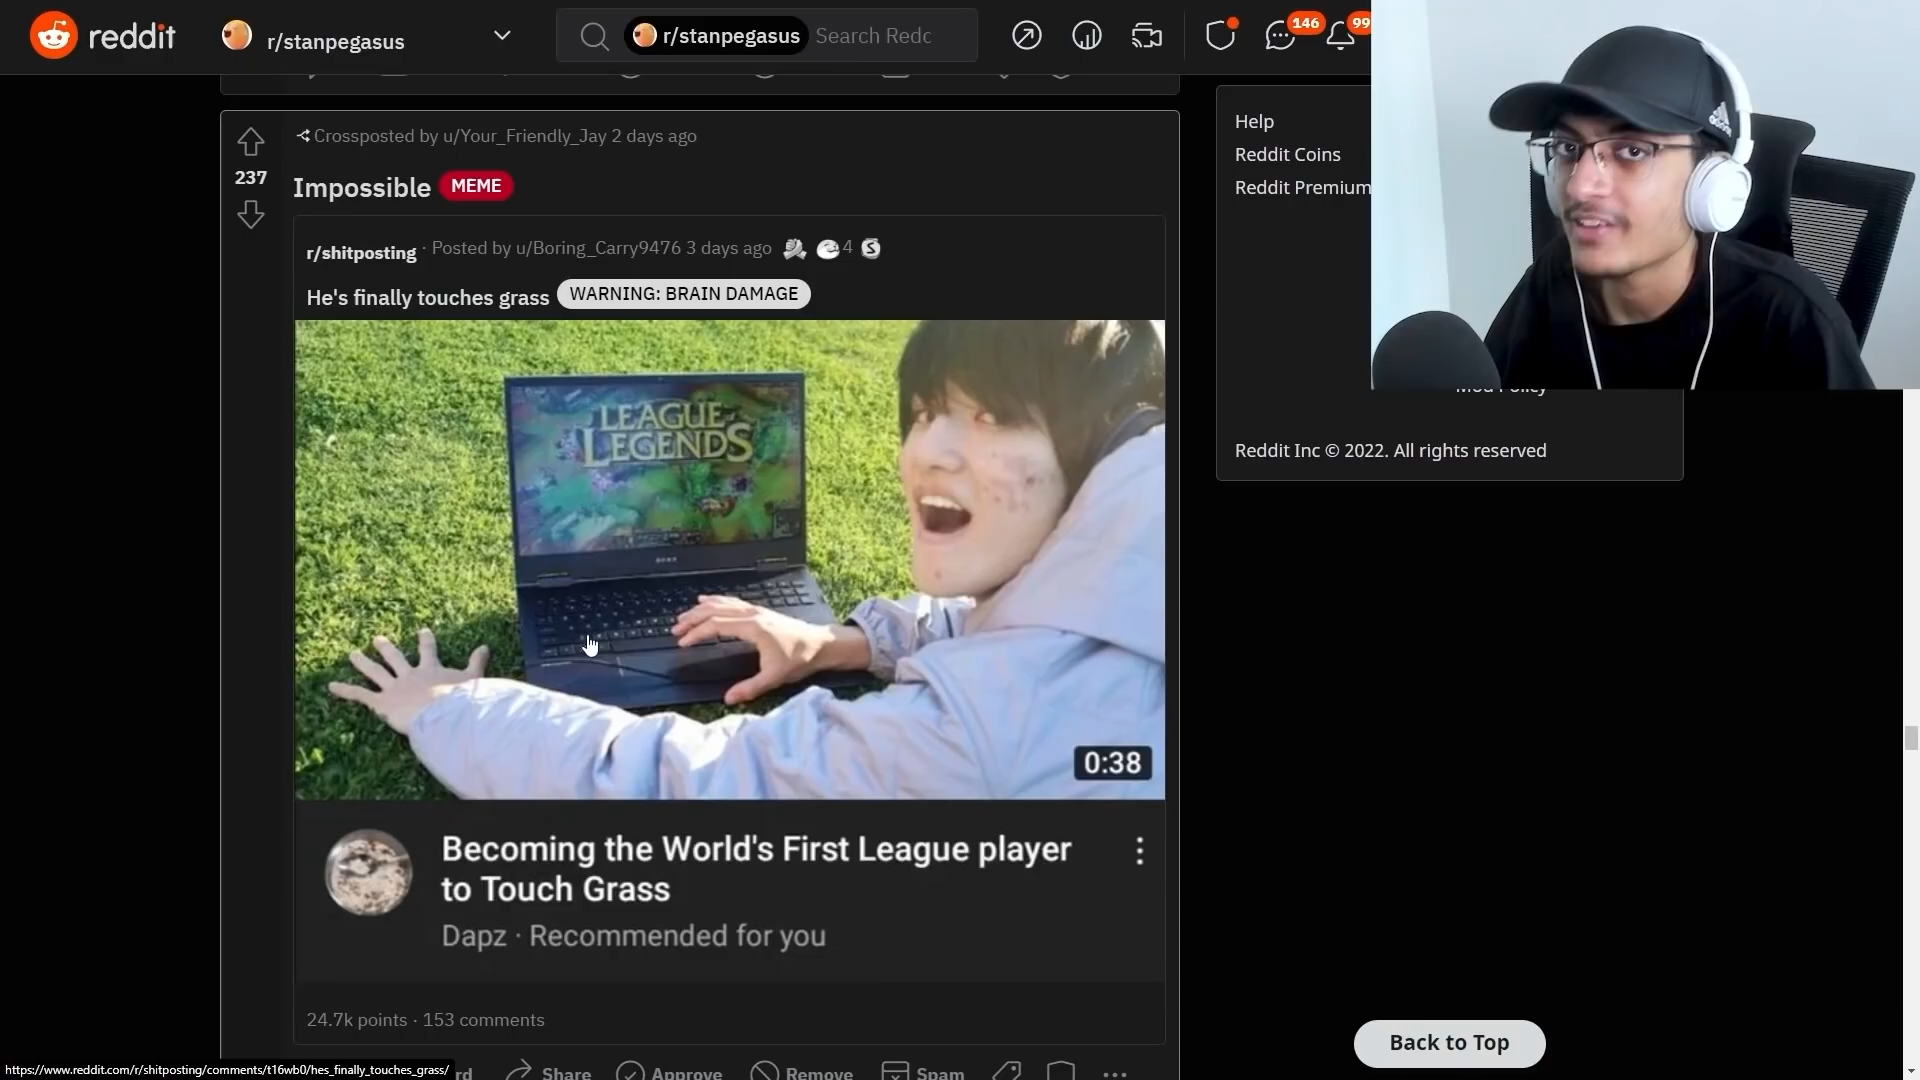 reddit
r/stanpegasus
r/stanpegasus Search Redc
146
99
Crossposted by u/Your_Friendly_Jay 2 days ago
237
Impossible MEME
r/shitposting · Posted by u/Boring_Carry9476 3 days ago 4 S
He's finally touches grass WARNING: BRAIN DAMAGE
LEAGUE
LEGENDS
0:38
Becoming the World's First League player
to Touch Grass
Dapz · Recommended for you
24.7k points · 153 comments
rd Share Approve Remove Spam
https://www.reddit.com/r/shitposting/comments/t16wb0/hes_finally_touches_grass/
Help
Reddit Coins
Reddit Premium
adidas
Mod Policy
Reddit Inc © 2022. All rights reserved
Back to Top